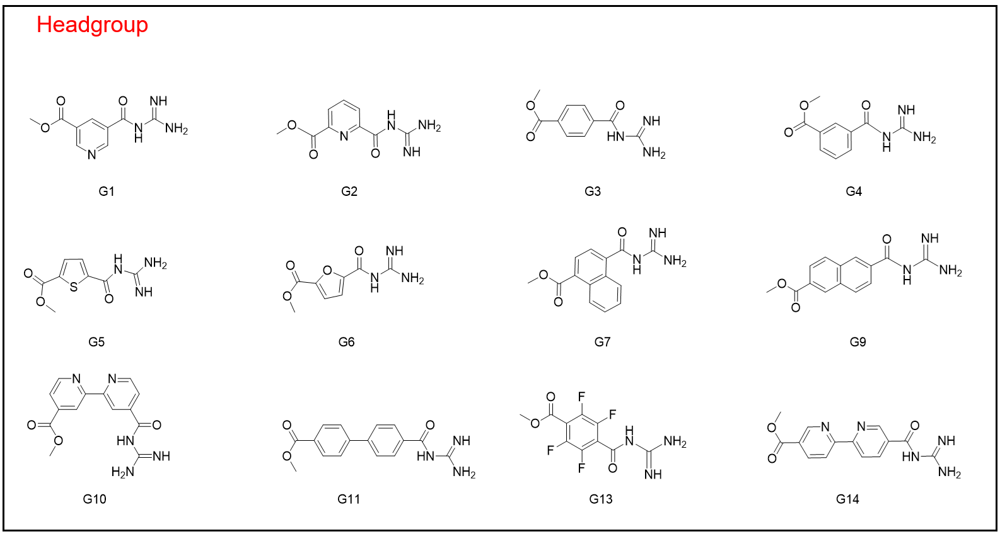 Headgroup
O O NH
O N H NH2
N
G1
O O N N H NH2
O NH
G2
O O O NH
HN NH2
G3
O O O NH
N H NH2
G4
O O S O H N NH2
NH
G5
O O O O NH
N H NH2
G6
O NH
O O N H NH2
G7
O NH
O O N H NH2
G9
N N
O O O
HN NH
H2N
G10
O O O NH
HN NH2
G11
O O F F H N NH2
F F O NH
G13
O O N N O NH
HN NH2
G14